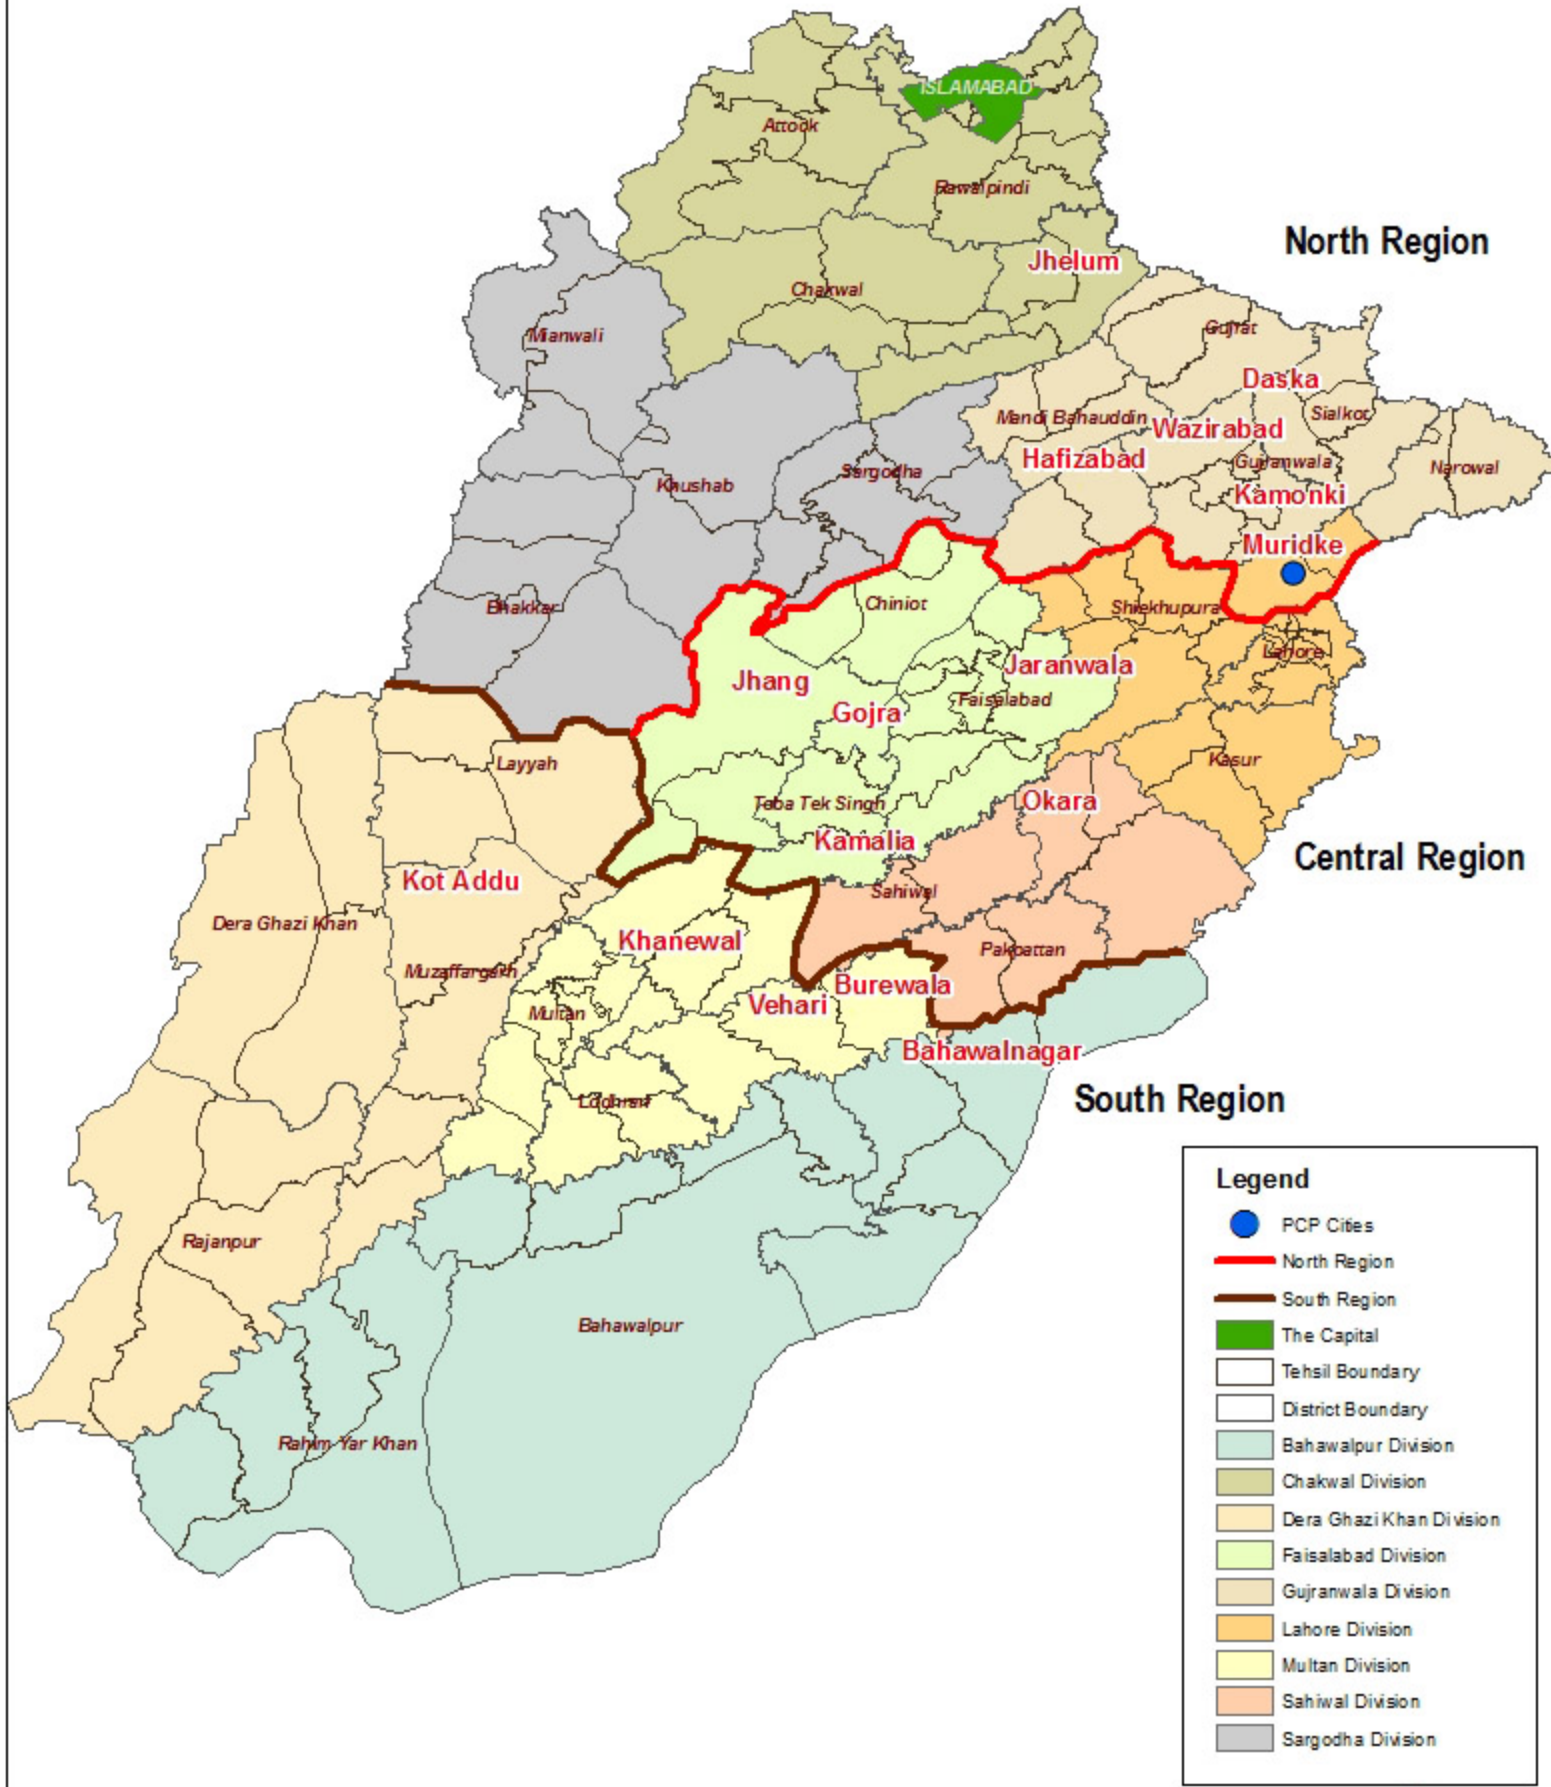 ISLAMABAD
Attock
Rawalpindi
North Region
Jhelum
Chakwal
Gujrat
Mianwali
Daska
Mandi Bahauddin
Sialkot
Wazirabad
Hafizabad
Gujranwala
Narowal
Sargodha
Khushab
Kamonki
Muridke
Bhakkar
Chiniot
Shiekhupura
Lahore
Jaranwala
Jhang
Faisalabad
Gojra
Layyah
Kasur
Toba Tek Singh
Okara
Kamalia
Central Region
Kot Addu
Sahiwal
Dera Ghazi Khan
Khanewal
Pakpattan
Muzaffargarh
Burewala
Vehari
Multan
Bahawalnagar
South Region
Lodhran
Rajanpur
Bahawalpur
Rahim Yar Khan
Legend
PCP Cities
North Region
South Region
The Capital
Tehsil Boundary
District Boundary
Bahawalpur Division
Chakwal Division
Dera Ghazi Khan Division
Faisalabad Division
Gujranwala Division
Lahore Division
Multan Division
Sahiwal Division
Sargodha Division